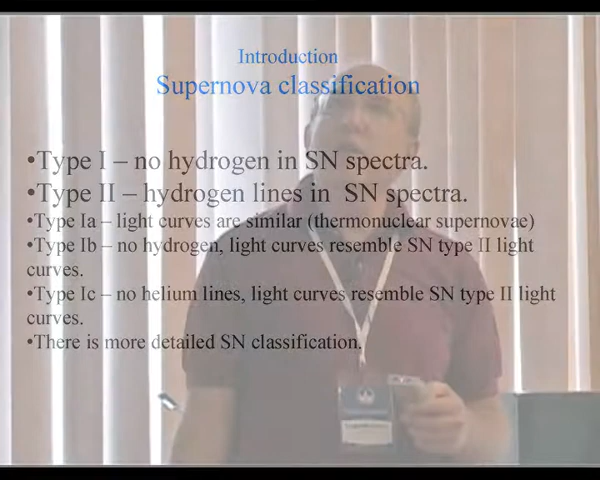 Introduction
Supernova classification
•Type I – no hydrogen in SN spectra.
•Type II – hydrogen lines in SN spectra.
•Type Ia – light curves are similar (thermonuclear supernovae)
•Type Ib – no hydrogen, light curves resemble SN type II light
curves.
•Type Ic – no helium lines, light curves resemble SN type II light
curves.
•There is more detailed SN classification.